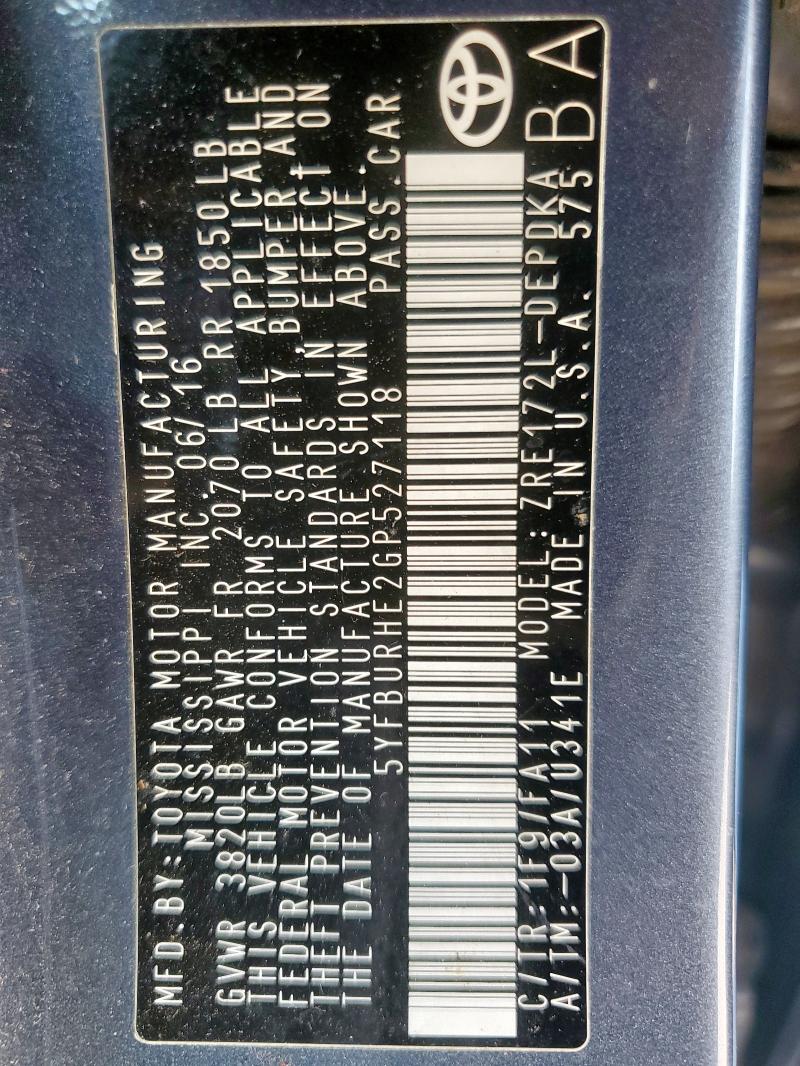 MFD.BY:TOYOTA MOTOR MANUFACTURING
MISSISSIPPI INC. 06/16
GVWR 3820LB GAWR FR 2070 LB RR 1850 LB
THIS VEHICLE CONFORMS TO ALL APPLICABLE
FEDERAL MOTOR VEHICLE SAFETY,BUMPER,AND
THEFT PREVENTION STANDARDS IN EFFECT ON
THE DATE OF MANUFACTURE SHOWN ABOVE.
5YFBURHE2GP527118 PASS.CAR.
C/TR:1F9/FA11 MODEL:ZRE172L-DEPDKA
A/TM:-03A/U341E MADE IN U.S.A. 575
BA